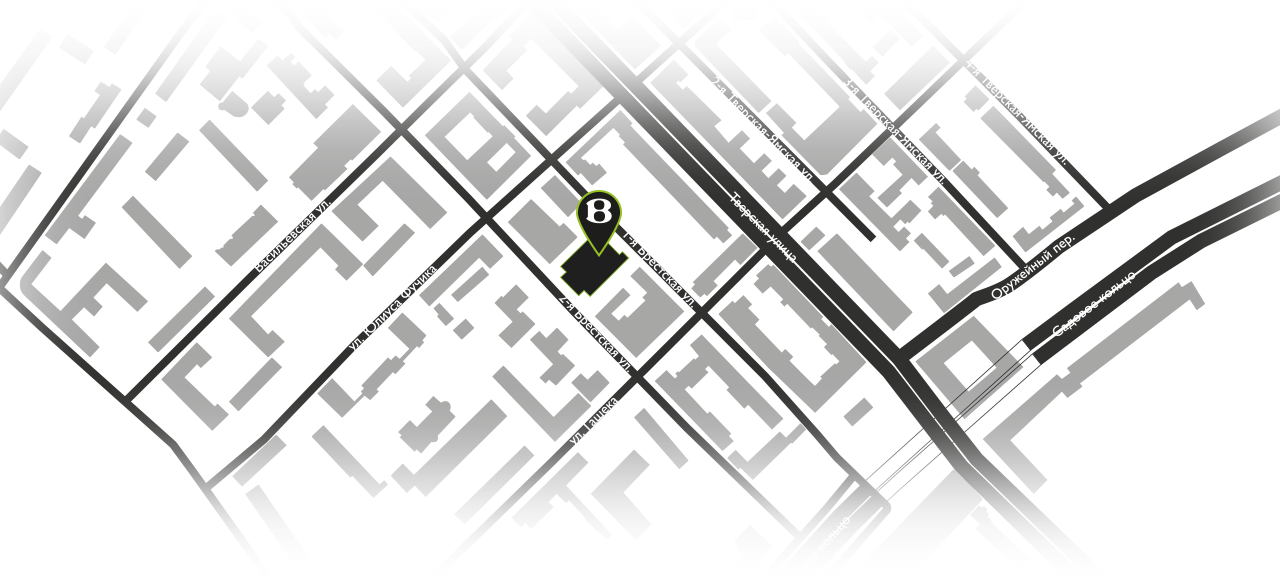 2-я Тверская-Ямская ул.
3-я Тверская-Ямская ул.
4-я Тверская-Ямская ул.
Тверская улица
8
Васильевская ул.
1-я Брестская ул.
Оружейный пер.
ул. Юлиуса Фучика
2-я Брестская ул.
Садовое кольцо
ул. Гашека
кольцо